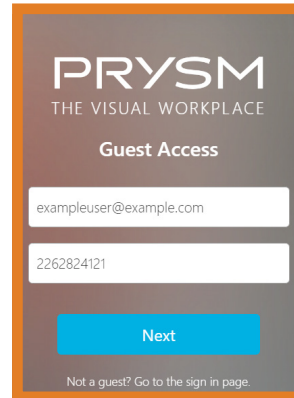 PRYSM
THE VISUAL WORKPLACE
Guest Access
exampleuser@example.com
2262824121
Next
Not a guest? Go to the sign in page.